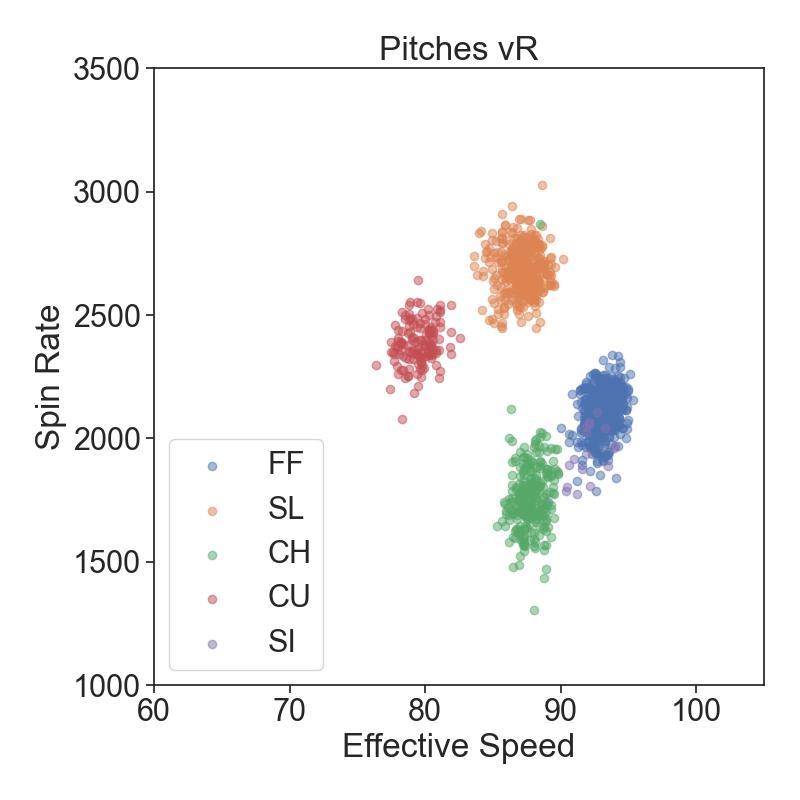 Pitches vR
3500
3000
2500
2000
1500
1000
Spin Rate
FF
SL
CH
CU
SI
60 70 80 90 100
Effective Speed